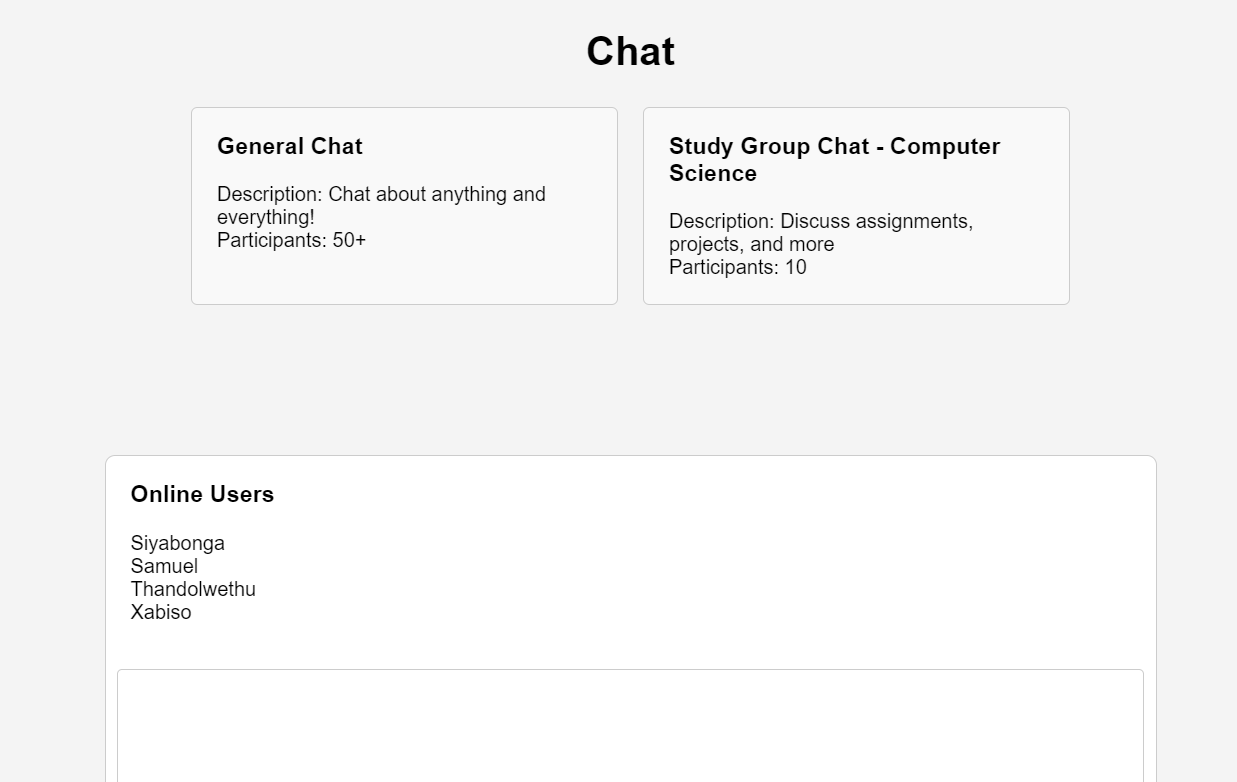 Chat
General Chat
Description: Chat about anything and
everything!
Participants: 50+
Study Group Chat - Computer
Science
Description: Discuss assignments,
projects, and more
Participants: 10
Online Users
Siyabonga
Samuel
Thandolwethu
Xabiso